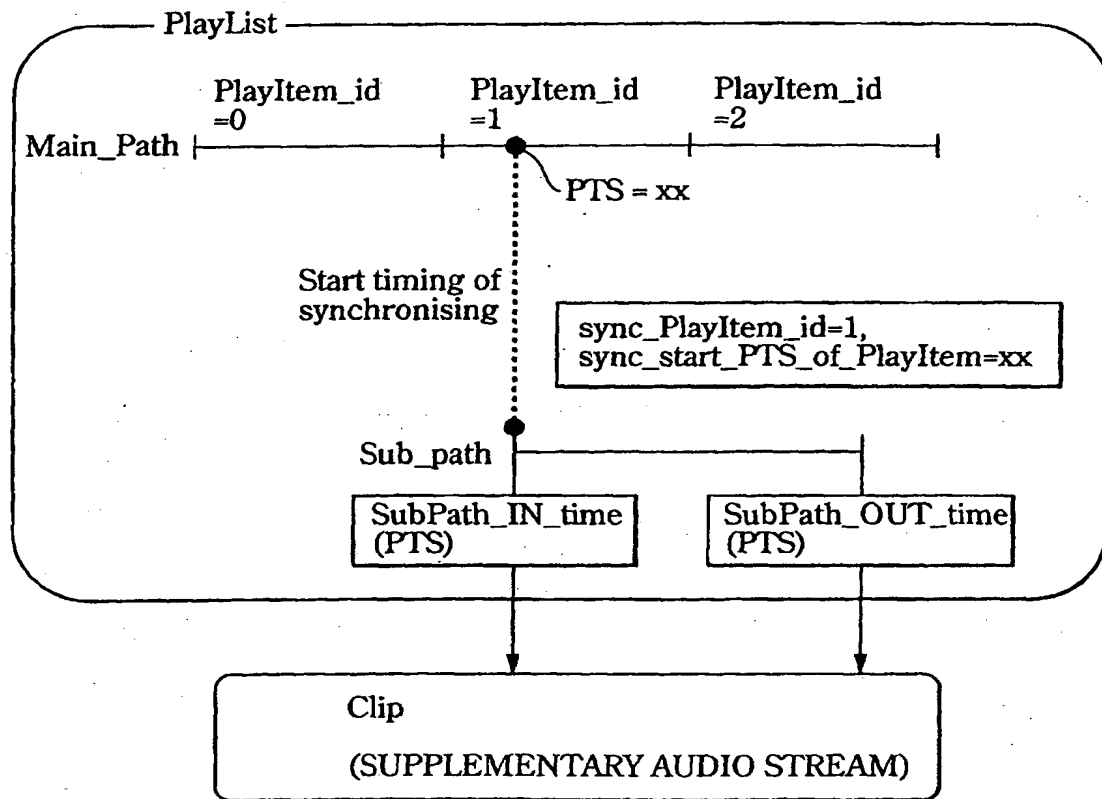 PlayList
PlayItem_id
=0
PlayItem_id
=1
PlayItem_id
=2
Main_Path
PTS = xx
Start timing of
synchronising
sync_PlayItem_id=1,
sync_start_PTS_of_PlayItem=xx
Sub_path
SubPath_IN_time
(PTS)
SubPath_OUT_time
(PTS)
Clip
(SUPPLEMENTARY AUDIO STREAM)